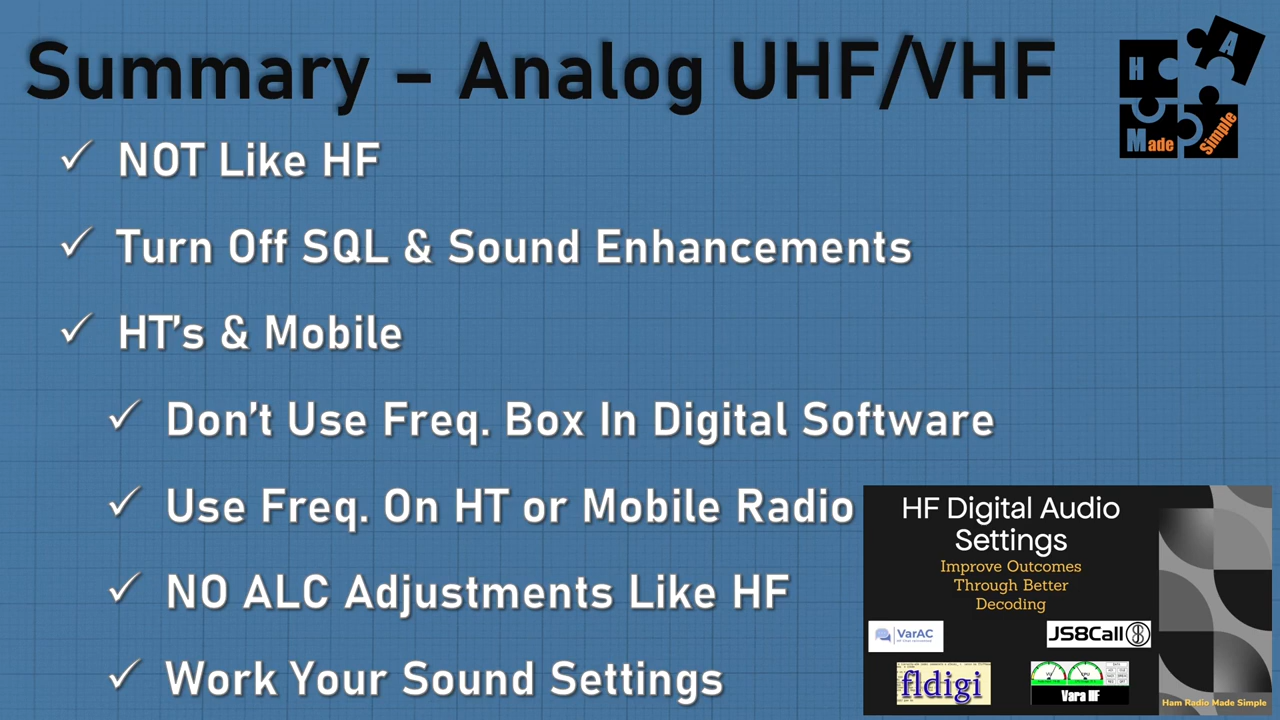 Summary – Analog UHF/VHF
H A
Made Simple
✓ NOT Like HF
✓ Turn Off SQL & Sound Enhancements
✓ HT's & Mobile
✓ Don't Use Freq. Box In Digital Software
✓ Use Freq. On HT or Mobile Radio
✓ NO ALC Adjustments Like HF
✓ Work Your Sound Settings
HF Digital Audio
Settings
Improve Outcomes
Through Better
Decoding
VarAC
JS8Call
fldigi
Vara HF
Ham Radio Made Simple